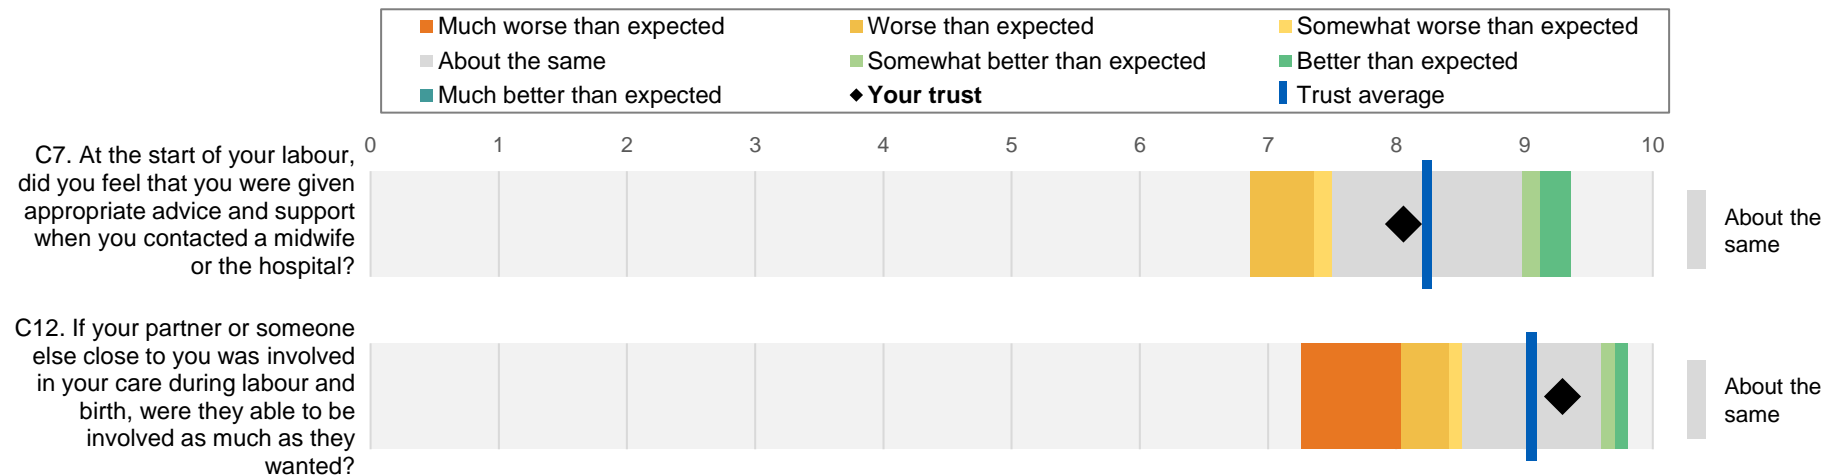 Much worse than expected
Worse than expected
Somewhat worse than expected
About the same
Somewhat better than expected
Better than expected
Much better than expected
Your trust
Trust average
0 1 2 3 4 5 6 7 8 9 10
C7. At the start of your labour,
did you feel that you were given
appropriate advice and support
when you contacted a midwife
or the hospital?
About the
same
C12. If your partner or someone
else close to you was involved
in your care during labour and
birth, were they able to be
involved as much as they
wanted?
About the
same